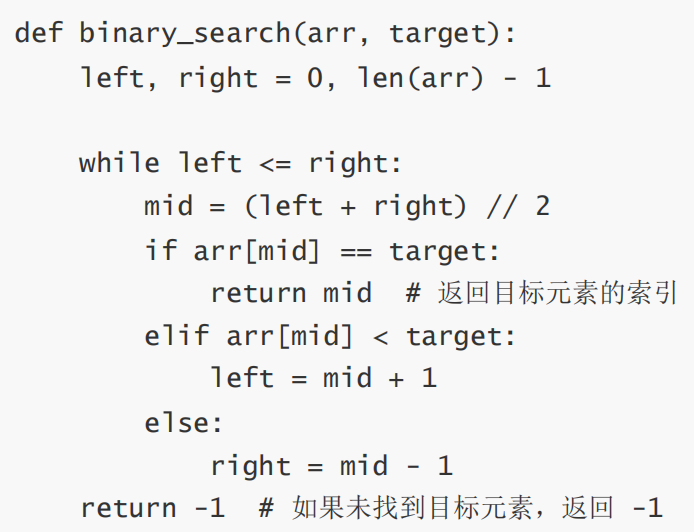 def binary_search(arr, target):
    left, right = 0, len(arr) - 1

    while left <= right:
        mid = (left + right) // 2
        if arr[mid] == target:
            return mid  # 返回目标元素的索引
        elif arr[mid] < target:
            left = mid + 1
        else:
            right = mid - 1
    return -1  # 如果未找到目标元素，返回 -1